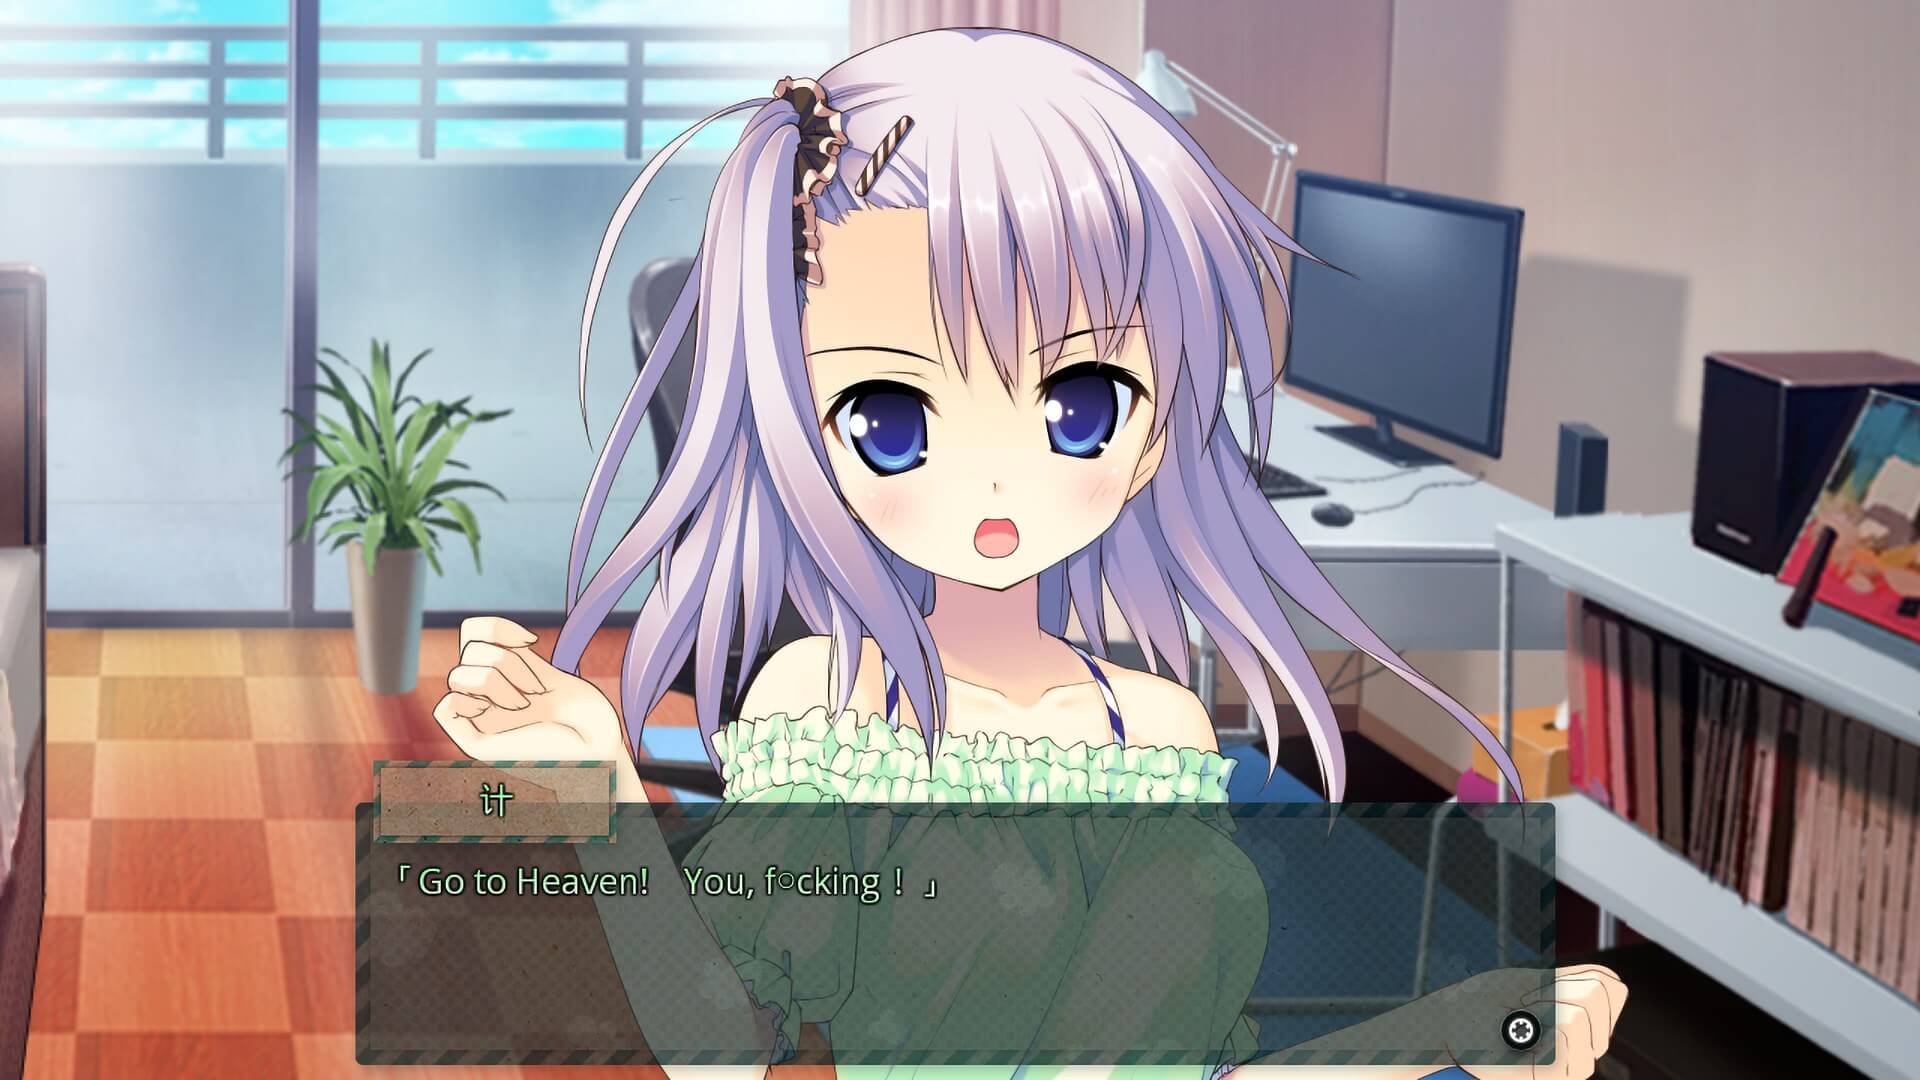 计
「Go to Heaven!　You, f○cking！」